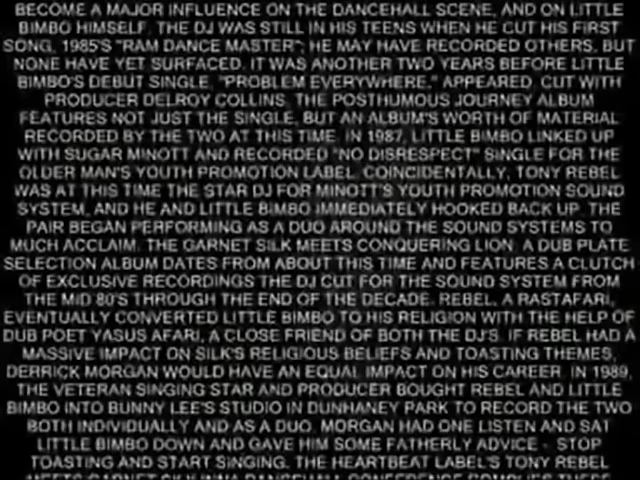 BECOME A MAJOR INFLUENCE ON THE DANCEHALL SCENE, AND ON LITTLE
BIMBO HIMSELF. THE DJ WAS STILL IN HIS TEENS WHEN HE CUT HIS FIRST
SONG, 1985'S "RAM DANCE MASTER"; HE MAY HAVE RECORDED OTHERS, BUT
NONE HAVE YET SURFACED. IT WAS ANOTHER TWO YEARS BEFORE LITTLE
BIMBO'S DEBUT SINGLE, "PROBLEM EVERYWHERE," APPEARED, CUT WITH
PRODUCER DELROY COLLINS. THE POSTHUMOUS JOURNEY ALBUM
FEATURES NOT JUST THE SINGLE, BUT AN ALBUM'S WORTH OF MATERIAL
RECORDED BY THE TWO AT THIS TIME. IN 1987, LITTLE BIMBO LINKED UP
WITH SUGAR MINOTT AND RECORDED "NO DISRESPECT" SINGLE FOR THE
OLDER MAN'S YOUTH PROMOTION LABEL. COINCIDENTALLY, TONY REBEL
WAS AT THIS TIME THE STAR DJ FOR MINOTT'S YOUTH PROMOTION SOUND
SYSTEM, AND HE AND LITTLE BIMBO IMMEDIATELY HOOKED BACK UP. THE
PAIR BEGAN PERFORMING AS A DUO AROUND THE SOUND SYSTEMS TO
MUCH ACCLAIM. THE GARNET SILK MEETS CONQUERING LION: A DUB PLATE
SELECTION ALBUM DATES FROM ABOUT THIS TIME AND FEATURES A CLUTCH
OF EXCLUSIVE RECORDINGS THE DJ CUT FOR THE SOUND SYSTEM FROM
THE MID 80'S THROUGH THE END OF THE DECADE. REBEL, A RASTAFARI,
EVENTUALLY CONVERTED LITTLE BIMBO TO HIS RELIGION WITH THE HELP OF
DUB POET YASUS AFARI, A CLOSE FRIEND OF BOTH THE DJ'S. IF REBEL HAD A
MASSIVE IMPACT ON SILK'S RELIGIOUS BELIEFS AND TOASTING THEMES,
DERRICK MORGAN WOULD HAVE AN EQUAL IMPACT ON HIS CAREER. IN 1989,
THE VETERAN SINGING STAR AND PRODUCER BOUGHT REBEL AND LITTLE
BIMBO INTO BUNNY LEE'S STUDIO IN DUNHANEY PARK TO RECORD THE TWO
BOTH INDIVIDUALLY AND AS A DUO. MORGAN HAD ONE LISTEN AND SAT
LITTLE BIMBO DOWN AND GAVE HIM SOME FATHERLY ADVICE - STOP
TOASTING AND START SINGING. THE HEARTBEAT LABEL'S TONY REBEL
MEETS GARNET SILK INNA DANCEHALL CONFERENCE COMPILES THESE